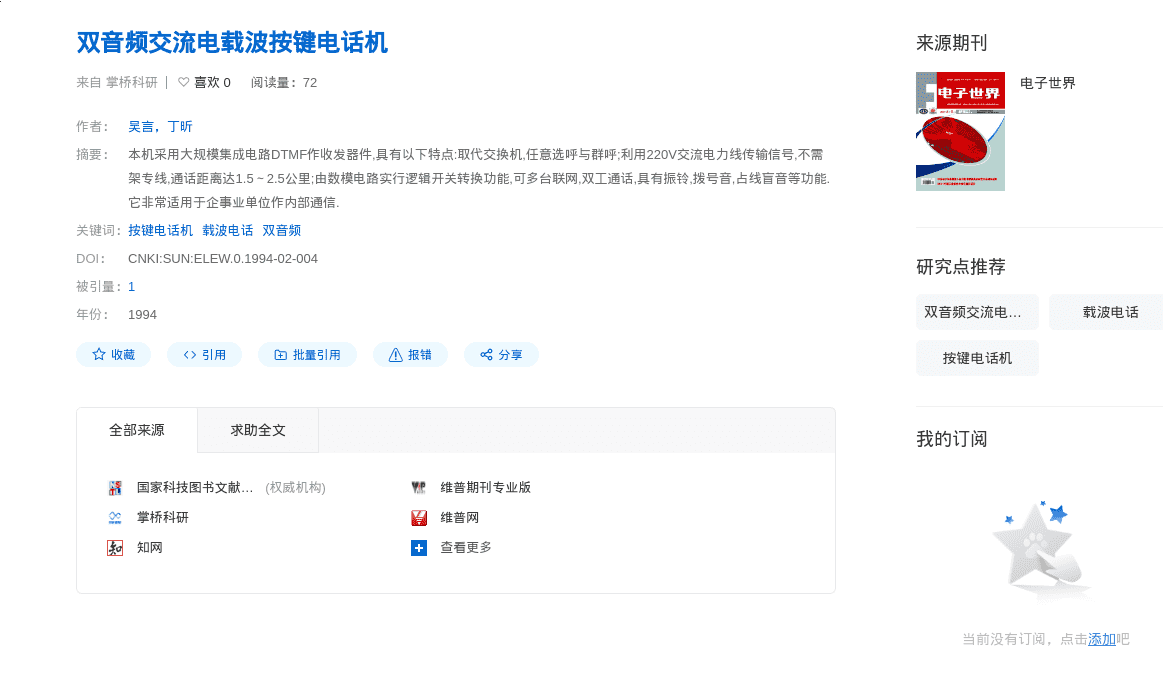 双音频交流电载波按键电话机
来自 掌桥科研 喜欢 0 阅读量：72
作者： 吴言，丁昕
摘要： 本机采用大规模集成电路DTMF作收发器件,具有以下特点:取代交换机,任意选呼与群呼;利用220V交流电力线传输信号,不需
架专线,通话距离达1.5～2.5公里;由数模电路实行逻辑开关转换功能,可多台联网,双工通话,具有振铃,拨号音,占线盲音等功能.
它非常适用于企事业单位作内部通信.
关键词： 按键电话机 载波电话 双音频
DOI： CNKI:SUN:ELEW.0.1994-02-004
被引量： 1
年份： 1994
收藏 引用 批量引用 报错 分享
全部来源 求助全文
国家科技图书文献... (权威机构) 维普期刊专业版
掌桥科研 维普网
知网 查看更多
来源期刊
电子世界
电子世界
研究点推荐
双音频交流电... 载波电话
按键电话机
我的订阅
当前没有订阅，点击添加吧